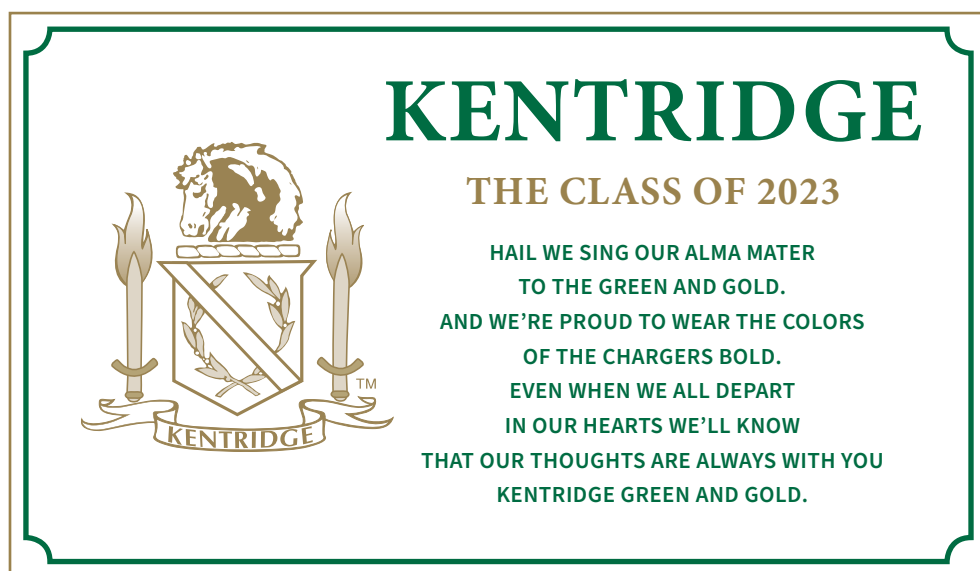 KENTRIDGE
THE CLASS OF 2023
HAIL WE SING OUR ALMA MATER
TO THE GREEN AND GOLD.
AND WE’RE PROUD TO WEAR THE COLORS
OF THE CHARGERS BOLD.
EVEN WHEN WE ALL DEPART
IN OUR HEARTS WE’LL KNOW
THAT OUR THOUGHTS ARE ALWAYS WITH YOU
KENTRIDGE GREEN AND GOLD.
TM
KENTRIDGE